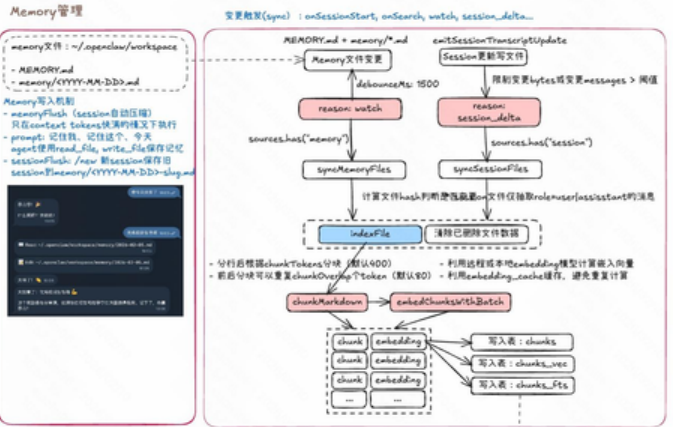 Memory管理
变更触发(sync)：onSessionStart, onSearch, watch, session_delta...
memory文件：~/.openclaw/workspace
- MEMORY.md
- memory/<YYYY-MM-DD>.md
Memory写入机制
- memoryFlush（session自动压缩）
只在context tokens快满的情况下执行
- prompt: 记住我、记住这个、今天
agent使用read_file, write_file保存记忆
- sessionFlush: /new 新session保存旧
session到memory/<YYYY-MM-DD>-slug.md
MEMORY.md + memory/*.md
emitSessionTranscriptUpdate
Memory文件变更
Session更新写文件
debounceMs: 1500
限制变更bytes或变更messages > 阈值
reason: watch
reason:
session_delta
sources.has("memory")
sources.has("session")
syncMemoryFiles
syncSessionFiles
计算文件hash判断
文件仅抽取role=user|assistant的消息
indexFile
清除已删除文件数据
- 分行后根据chunkTokens分块（默认400）
- 前后分块可以重复chunkOverlap个token（默认80）
- 利用远程或本地embedding模型计算嵌入向量
- 利用embedding_cache缓存，避免重复计算
chunkMarkdown
embedChunksWithBatch
chunk
embedding
chunk
embedding
chunk
embedding
...
...
写入表：chunks
写入表：chunks_vec
写入表：chunks_fts